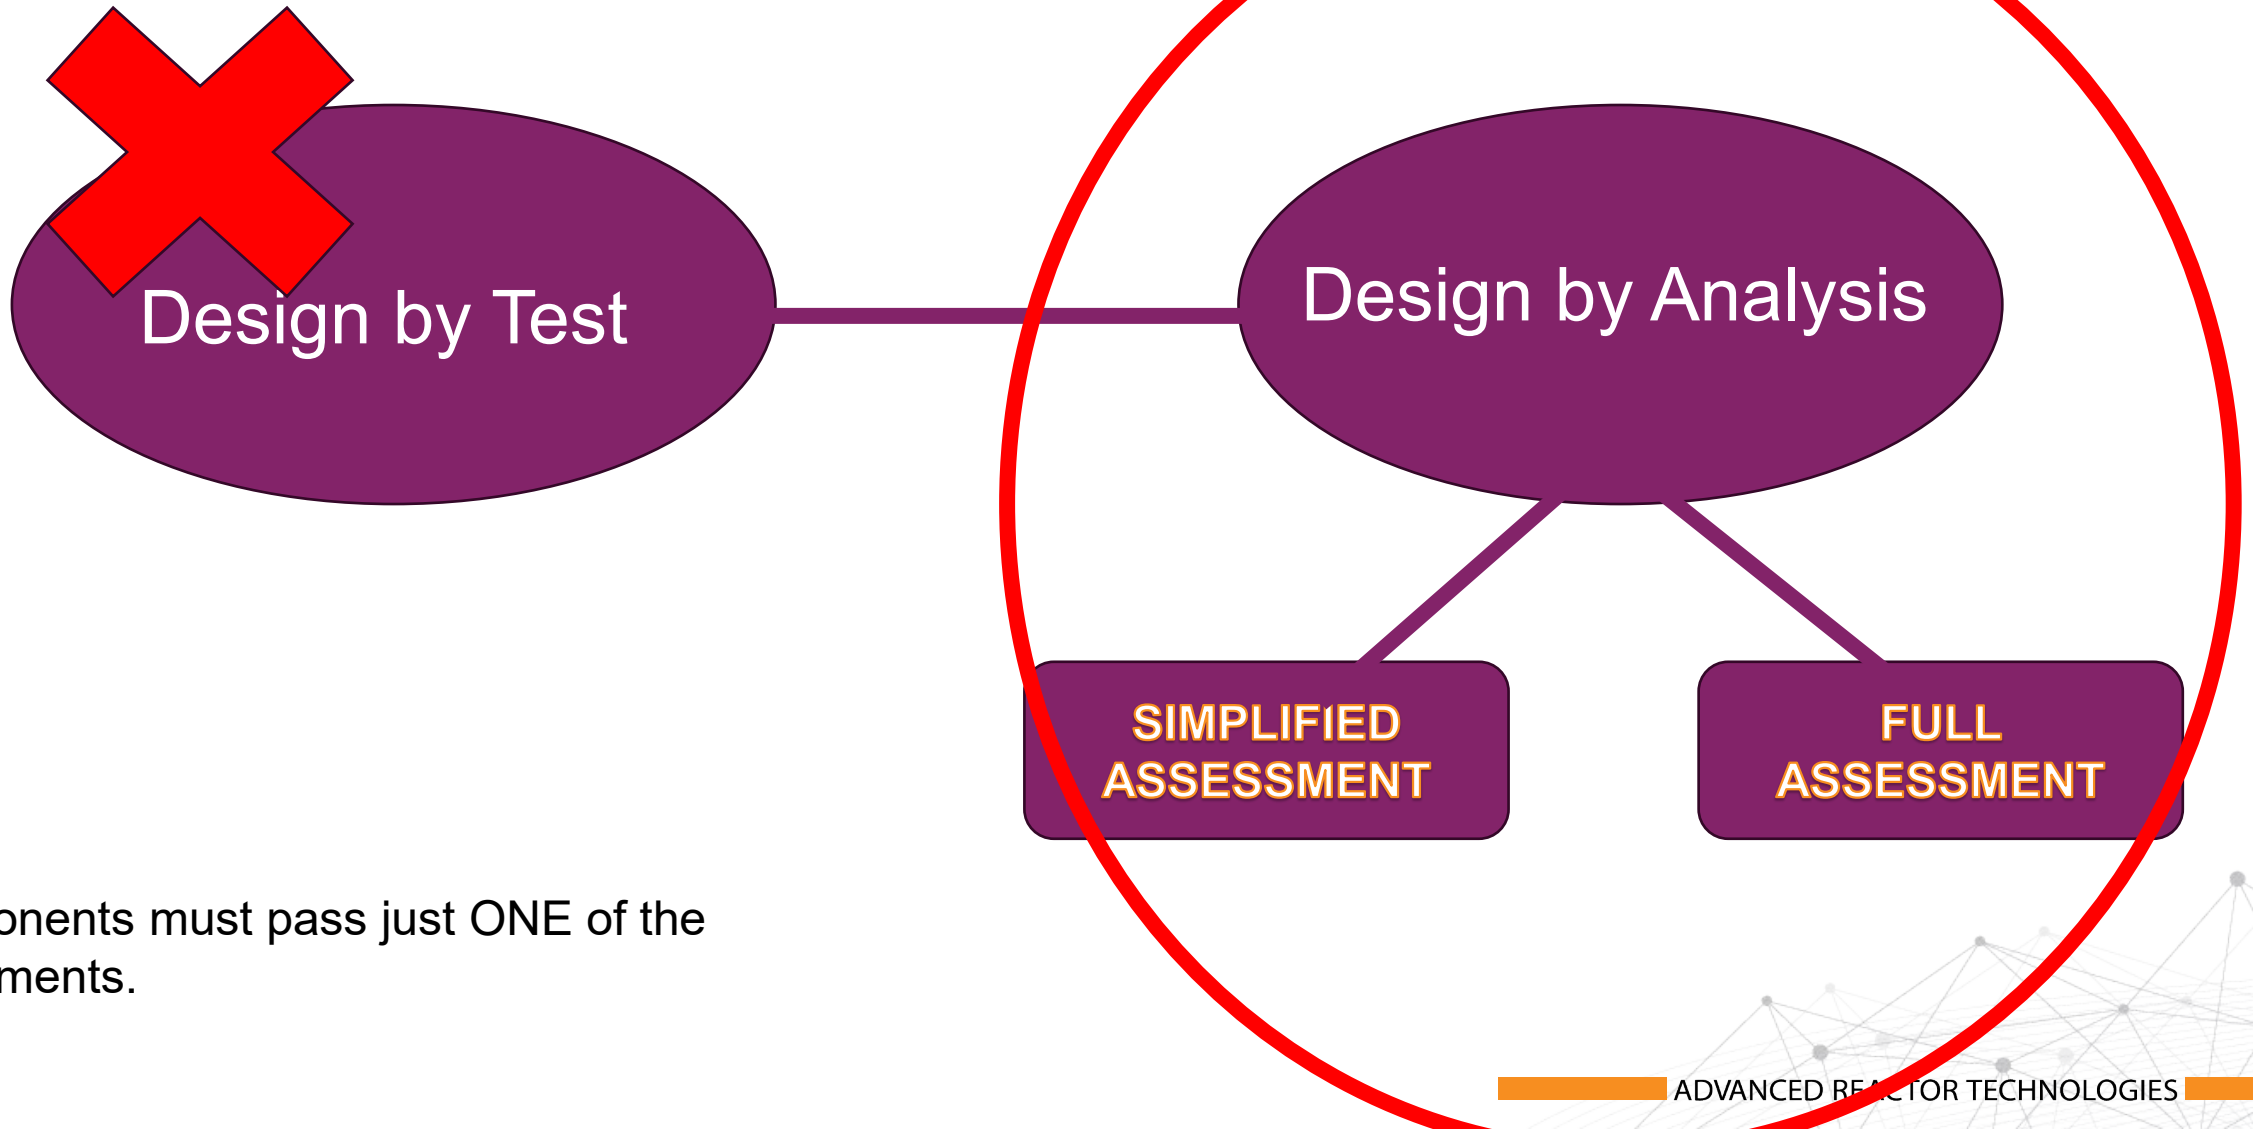 Design by Test
Design by Analysis
SIMPLIFIED
ASSESSMENT
FULL
ASSESSMENT
onents must pass just ONE of the
ments.
ADVANCED REACTOR TECHNOLOGIES